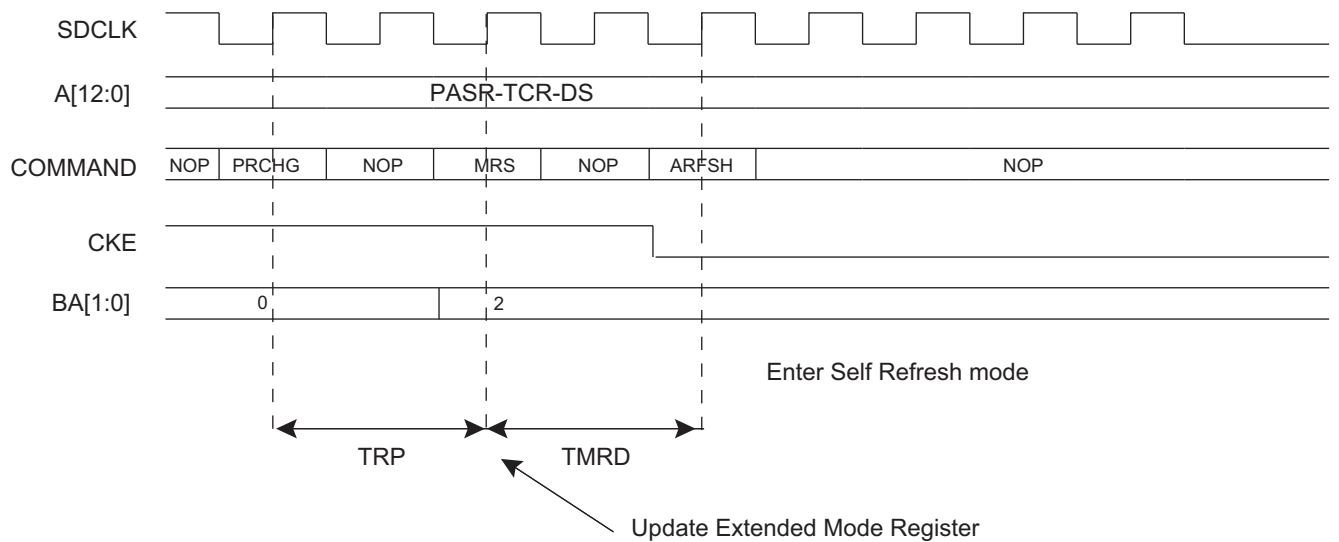 SDCLK
A[12:0] PASR-TCR-DS
COMMAND NOP PRCHG NOP MRS NOP ARFSH NOP
CKE
BA[1:0] 0 2
Enter Self Refresh mode
TRP TMRD
Update Extended Mode Register